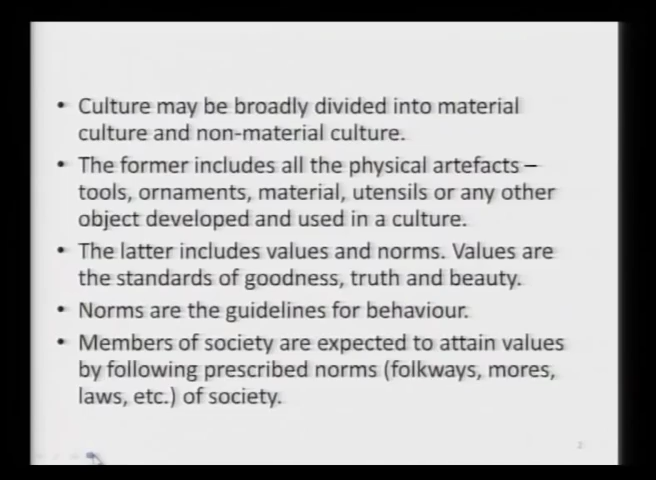 • Culture may be broadly divided into material
culture and non-material culture.
• The former includes all the physical artefacts –
tools, ornaments, material, utensils or any other
object developed and used in a culture.
• The latter includes values and norms. Values are
the standards of goodness, truth and beauty.
• Norms are the guidelines for behaviour.
• Members of society are expected to attain values
by following prescribed norms (folkways, mores,
laws, etc.) of society.
2